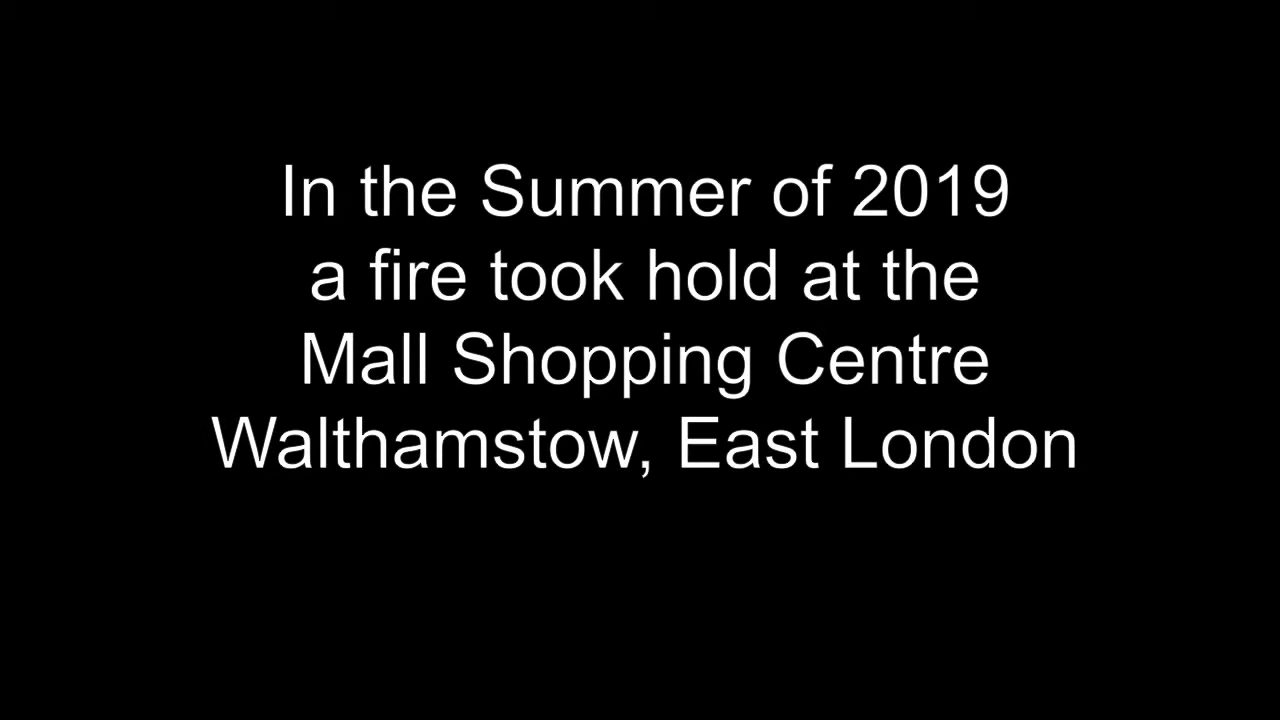 In the Summer of 2019
a fire took hold at the
Mall Shopping Centre
Walthamstow, East London